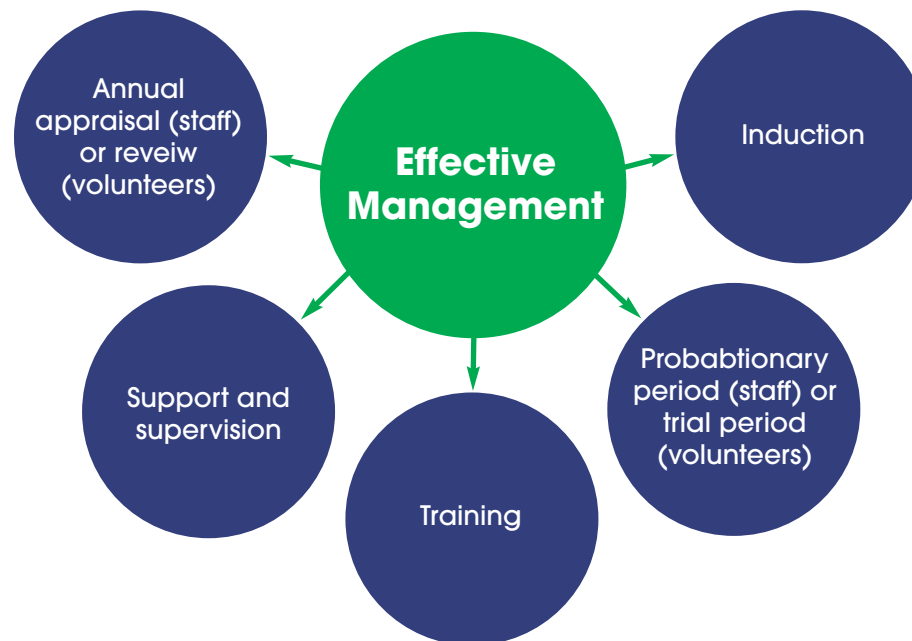 Effective
Management
Induction
Probabtionary
period (staff) or
trial period
(volunteers)
Training
Support and
supervision
Annual
appraisal (staff)
or reveiw
(volunteers)